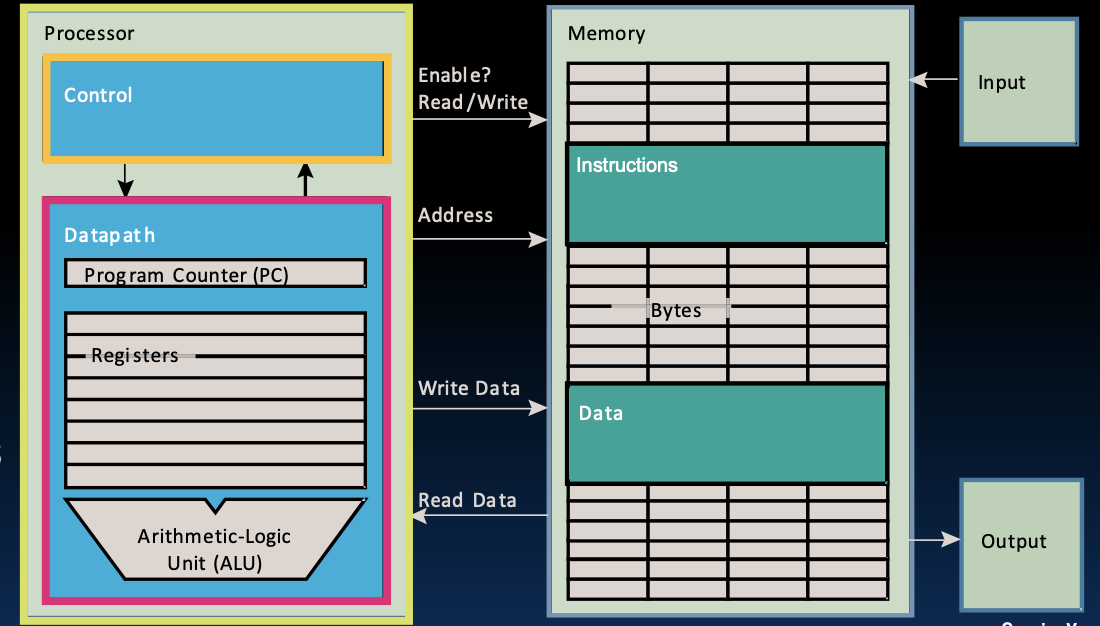 Processor
Control
Datapath
Program Counter (PC)
Registers
Arithmetic-Logic
Unit (ALU)
Enable?
Read/Write
Address
Write Data
Read Data
Memory
Instructions
Bytes
Data
Input
Output